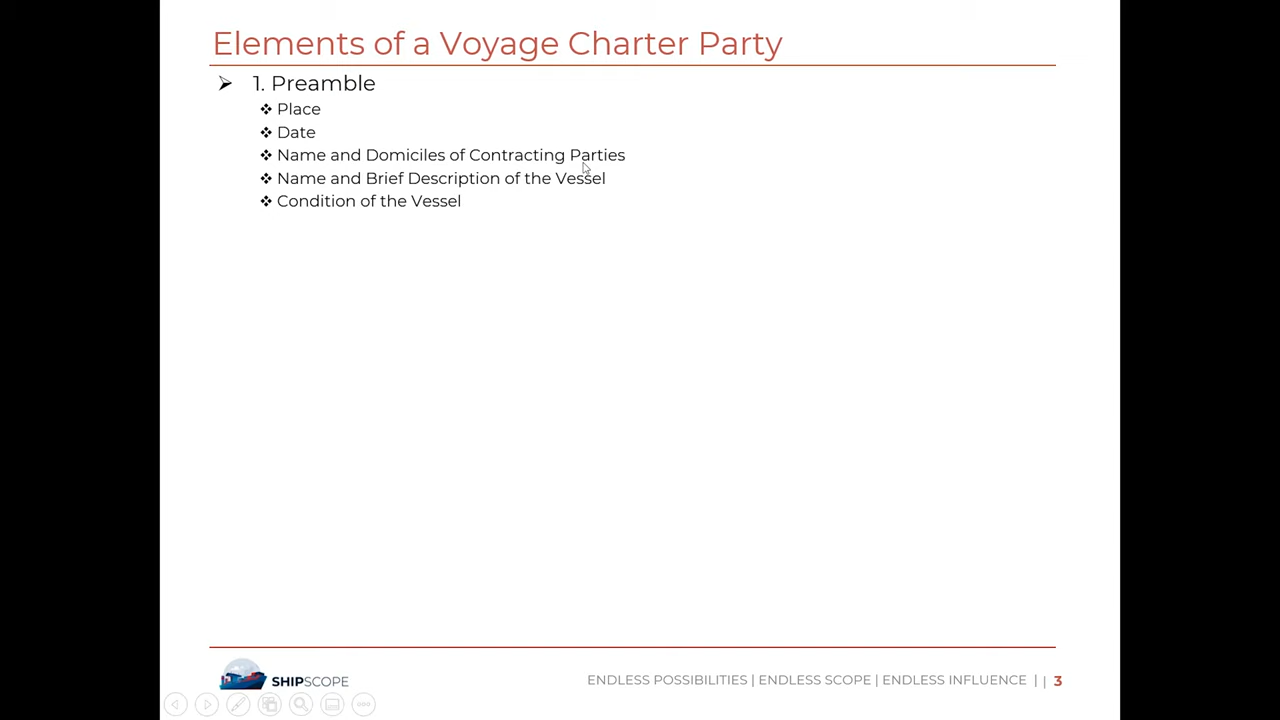 Elements of a Voyage Charter Party
➢ 1. Preamble
❖ Place
❖ Date
❖ Name and Domiciles of Contracting Parties
❖ Name and Brief Description of the Vessel
❖ Condition of the Vessel
SHIPSCOPE
ENDLESS POSSIBILITIES | ENDLESS SCOPE | ENDLESS INFLUENCE | | 3